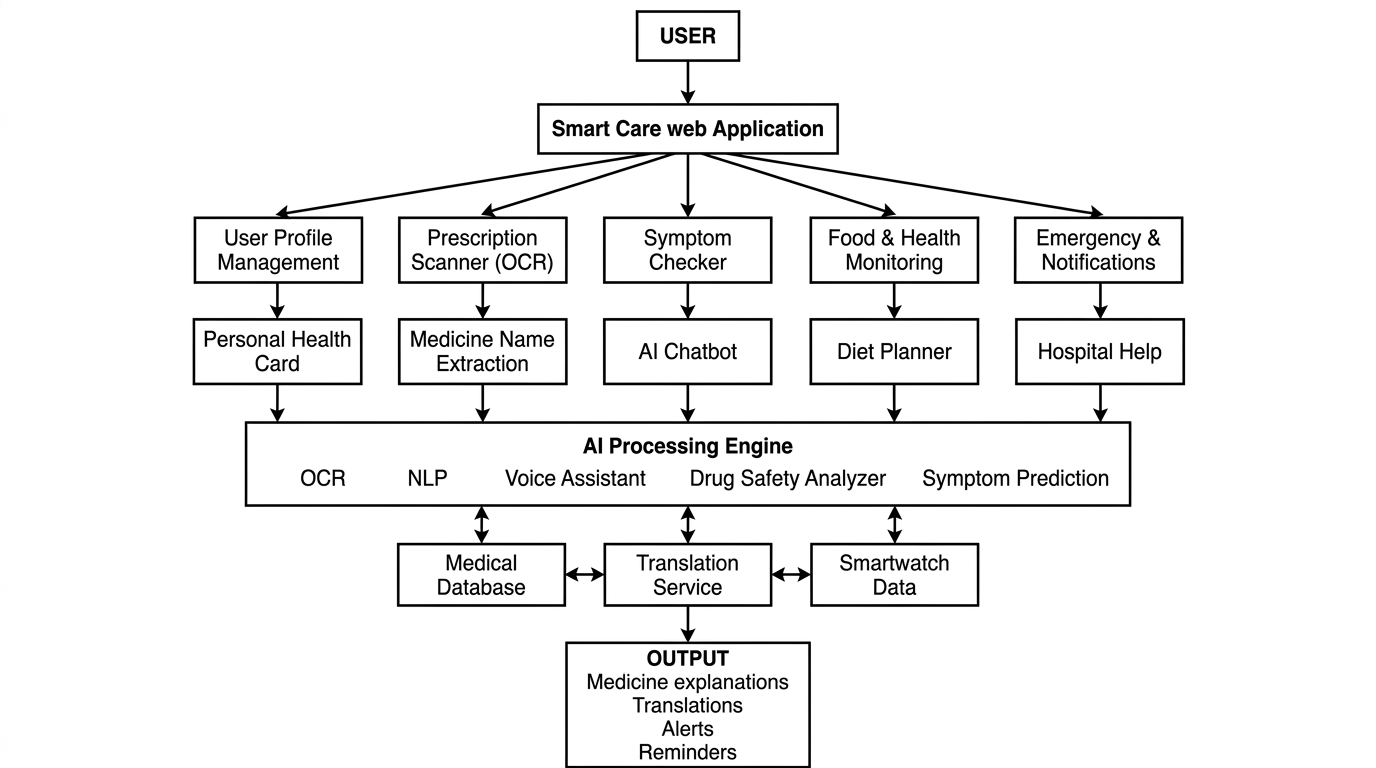 USER
Smart Care web Application
User Profile
Management
Prescription
Scanner (OCR)
Symptom
Checker
Food & Health
Monitoring
Emergency &
Notifications
Personal Health
Card
Medicine Name
Extraction
AI Chatbot
Diet Planner
Hospital Help
AI Processing Engine
OCR NLP Voice Assistant Drug Safety Analyzer Symptom Prediction
Medical
Database
Translation
Service
Smartwatch
Data
OUTPUT
Medicine explanations
Translations
Alerts
Reminders